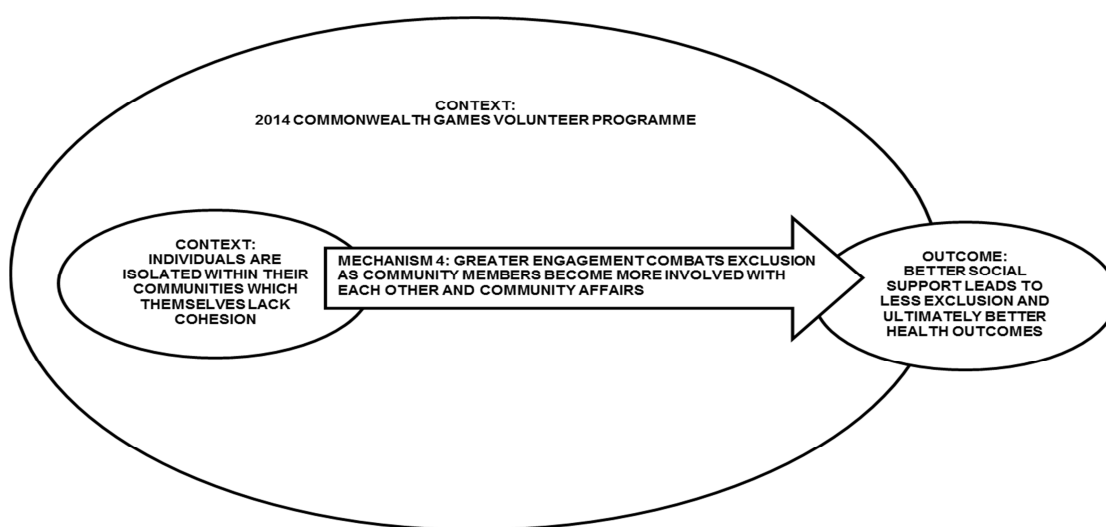 CONTEXT:
2014 COMMONWEALTH GAMES VOLUNTEER PROGRAMME
CONTEXT:
INDIVIDUALS ARE
ISOLATED WITHIN THEIR
COMMUNITIES WHICH
THEMSELVES LACK
COHESION
MECHANISM 4: GREATER ENGAGEMENT COMBATS EXCLUSION
AS COMMUNITY MEMBERS BECOME MORE INVOLVED WITH
EACH OTHER AND COMMUNITY AFFAIRS
OUTCOME:
BETTER SOCIAL
SUPPORT LEADS TO
LESS EXCLUSION AND
ULTIMATELY BETTER
HEALTH OUTCOMES